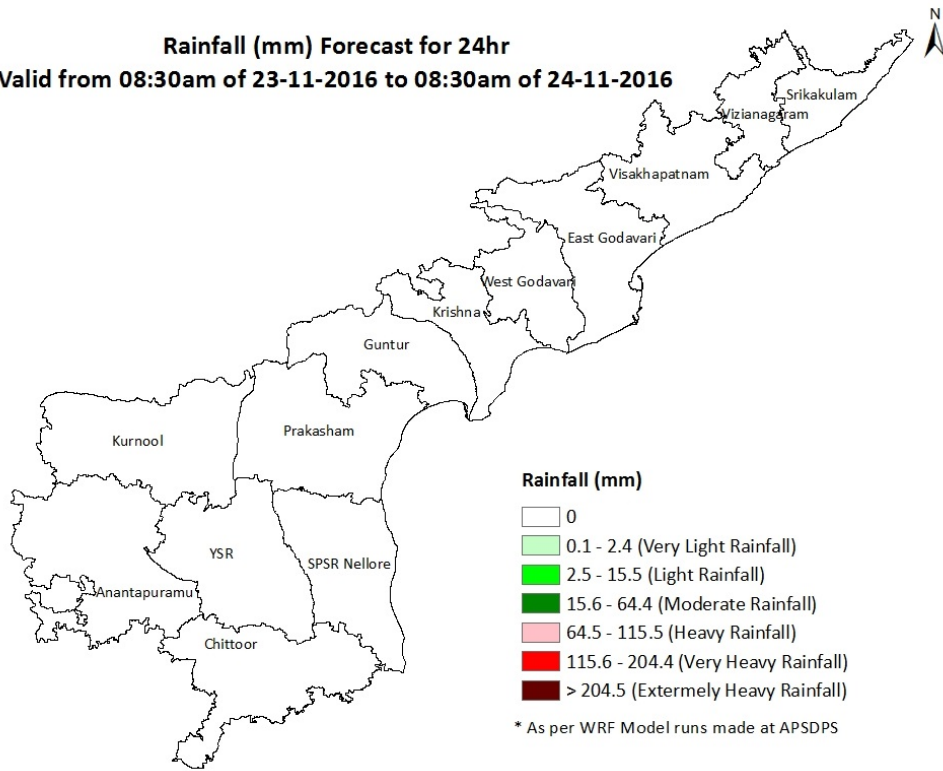 Rainfall (mm) Forecast for 24hr
Valid from 08:30am of 23-11-2016 to 08:30am of 24-11-2016
N
Srikakulam
Vizianagaram
Visakhapatnam
East Godavari
West Godavari
Krishna
Guntur
Prakasham
Kurnool
YSR
SPSR Nellore
Anantapuramu
Chittoor
Rainfall (mm)
0
0.1 - 2.4 (Very Light Rainfall)
2.5 - 15.5 (Light Rainfall)
15.6 - 64.4 (Moderate Rainfall)
64.5 - 115.5 (Heavy Rainfall)
115.6 - 204.4 (Very Heavy Rainfall)
> 204.5 (Extermely Heavy Rainfall)
* As per WRF Model runs made at APSDPS